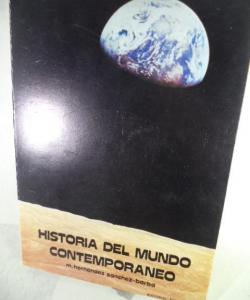 HISTORIA DEL MUNDO
CONTEMPORANEO
m. hernández sánchez-barba